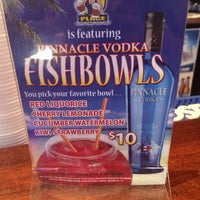 PLACE
is featuring
PINNACLE VODKA
FISHBOWLS
You pick your favorite bowl...
RED LIQUORICE
CHERRY LEMONADE
CUCUMBER WATERMELON
KIWI STRAWBERRY
$10
PINNACLE
VODKA